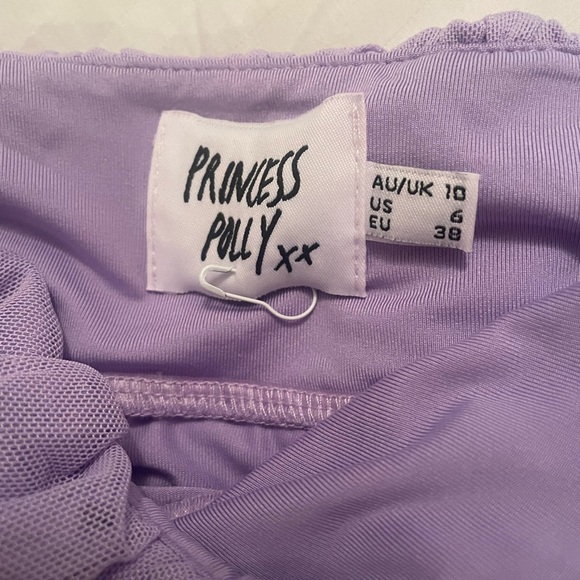 PRINCESS
POLLY xx
AU/UK 10
US 6
EU 38